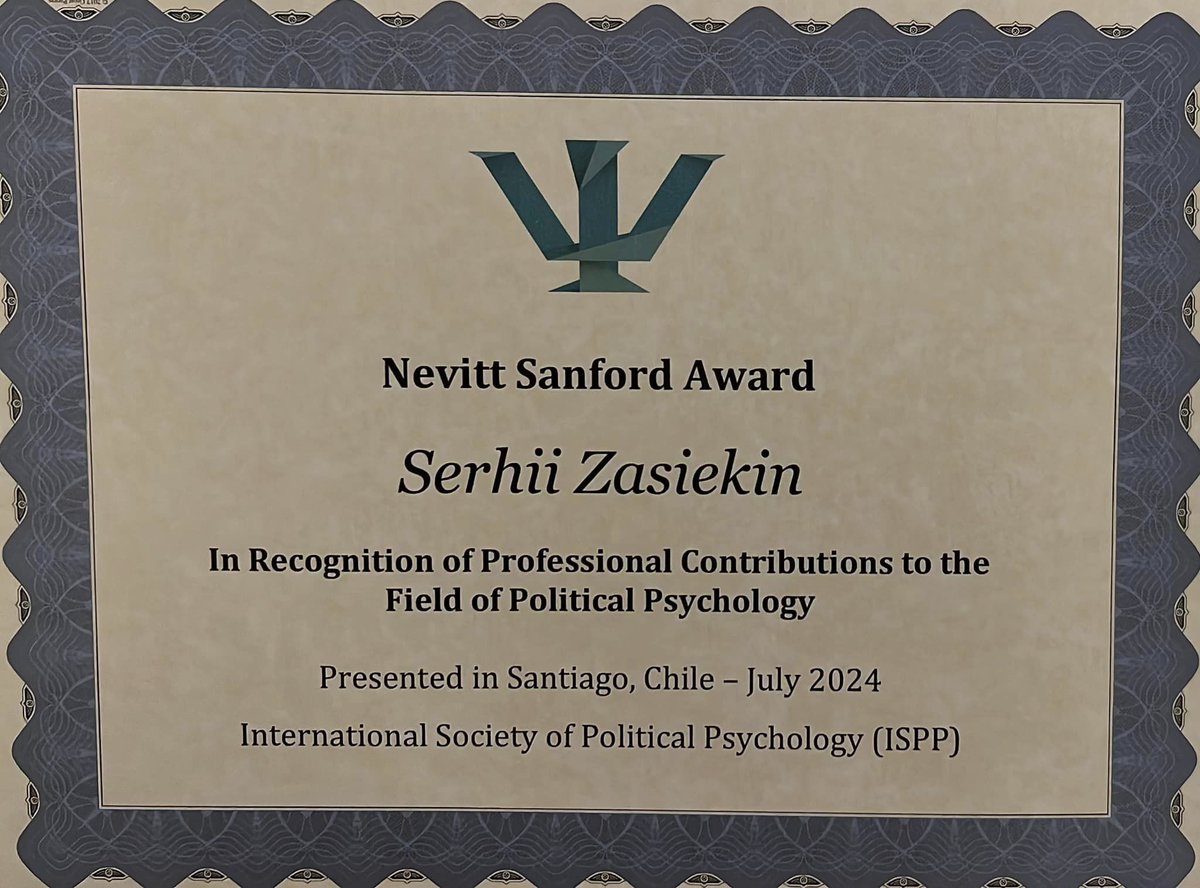 Nevitt Sanford Award
Serhii Zasiekin
In Recognition of Professional Contributions to the
Field of Political Psychology
Presented in Santiago, Chile – July 2024
International Society of Political Psychology (ISPP)